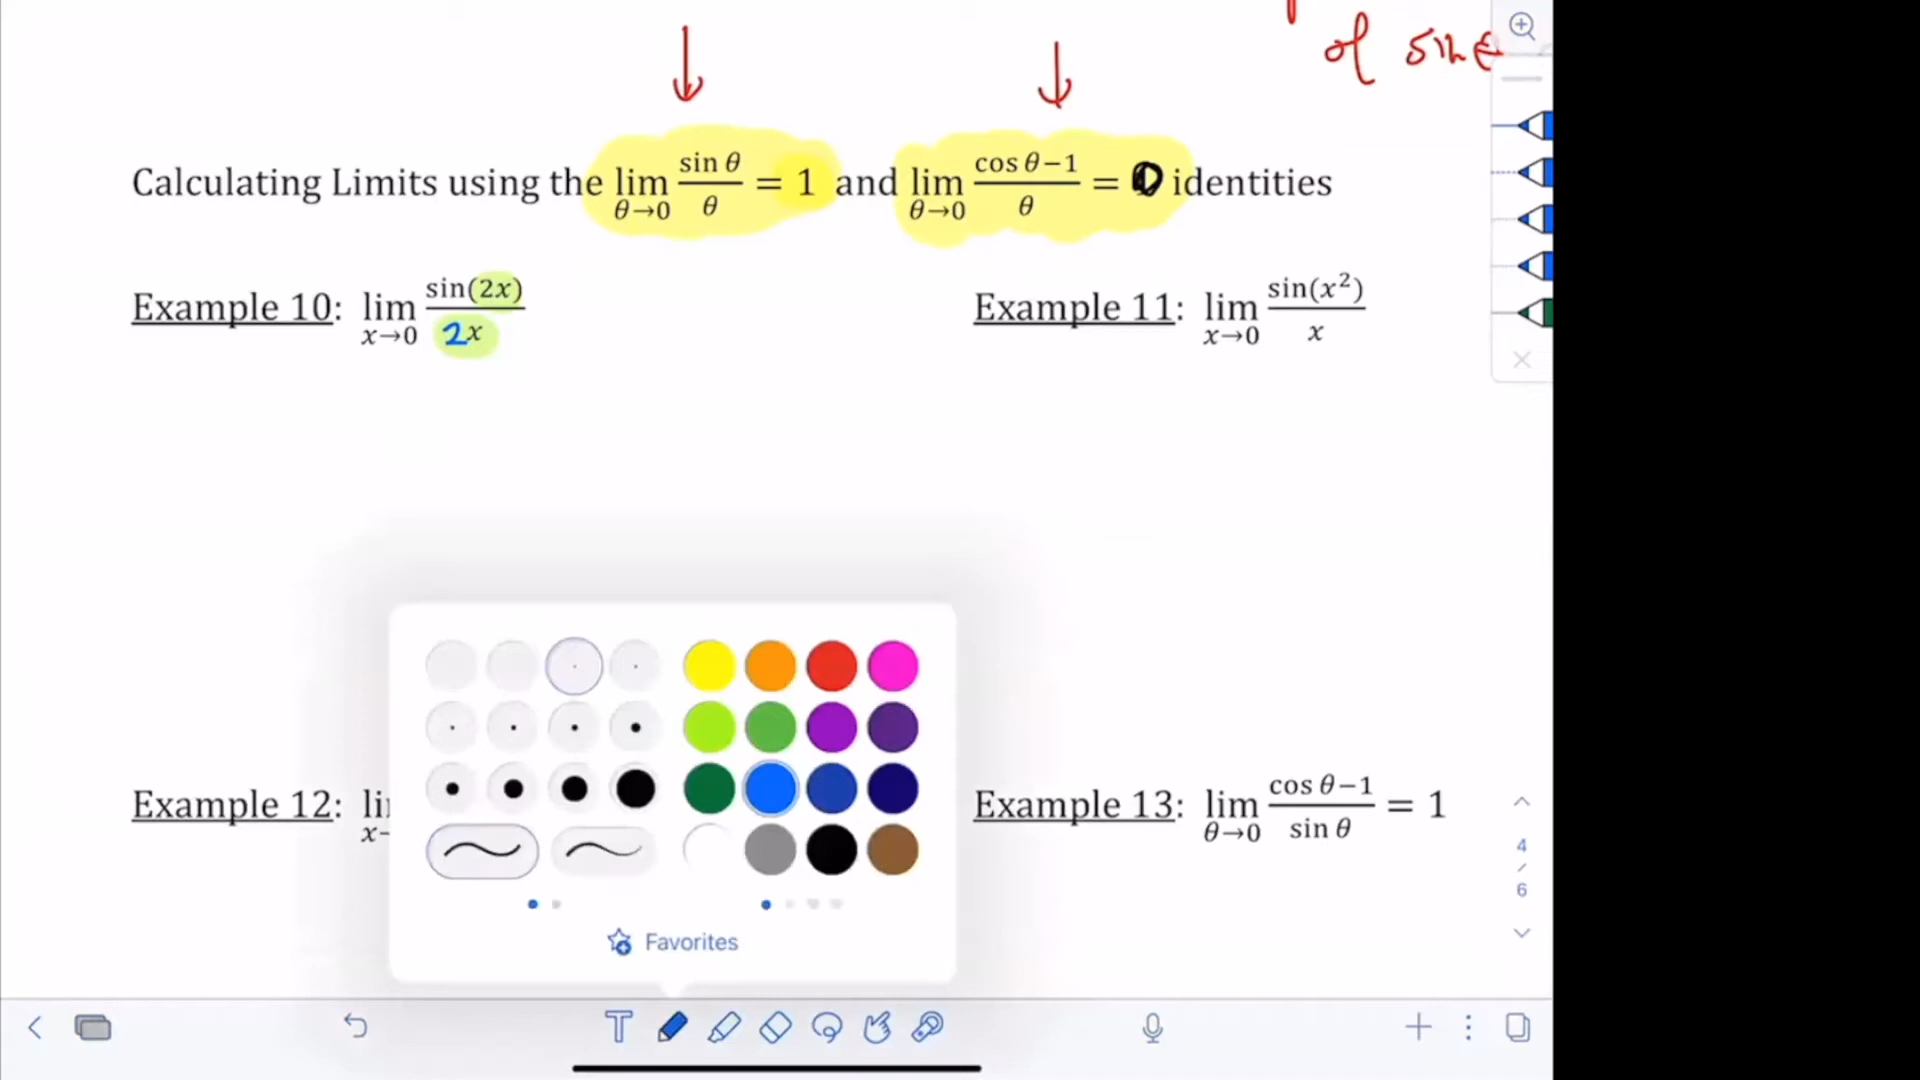 of sinθ
Calculating Limits using the lim θ→0 sin θ / θ = 1 and lim θ→0 cos θ−1 / θ = 0 identities
Example 10: lim x→0 sin(2x) / 2x
Example 11: lim x→0 sin(x²) / x
Example 12:
Example 13: lim θ→0 cos θ−1 / sin θ = 1
4
/
6
Favorites
T